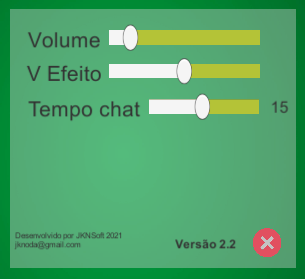 Volume
V Efeito
Tempo chat 15
Desenvolvido por JKNSoft 2021
jknoda@gmail.com
Versão 2.2